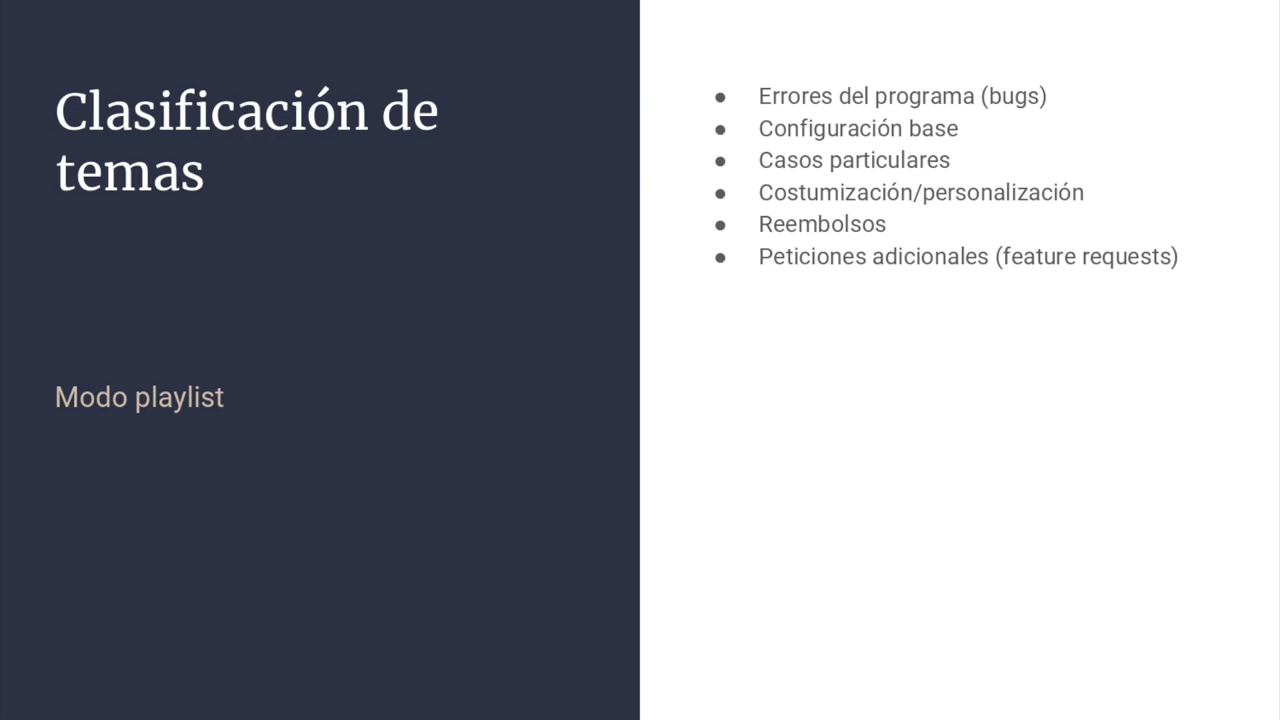 Clasificación de
temas
Modo playlist
● Errores del programa (bugs)
● Configuración base
● Casos particulares
● Costumización/personalización
● Reembolsos
● Peticiones adicionales (feature requests)